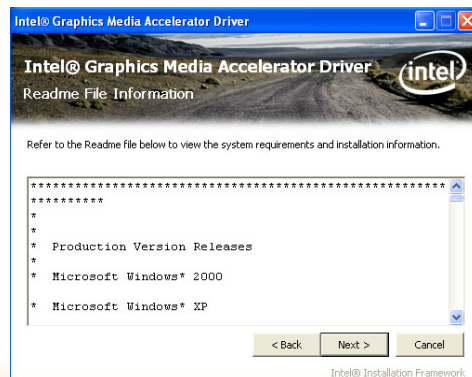 Intel® Graphics Media Accelerator Driver
Intel® Graphics Media Accelerator Driver
Readme File Information
intel
Refer to the Readme file below to view the system requirements and installation information.
*******************************************************
**********
*
*
* Production Version Releases
*
* Microsoft Windows* 2000
* Microsoft Windows* XP
< Back
Next >
Cancel
Intel® Installation Framework